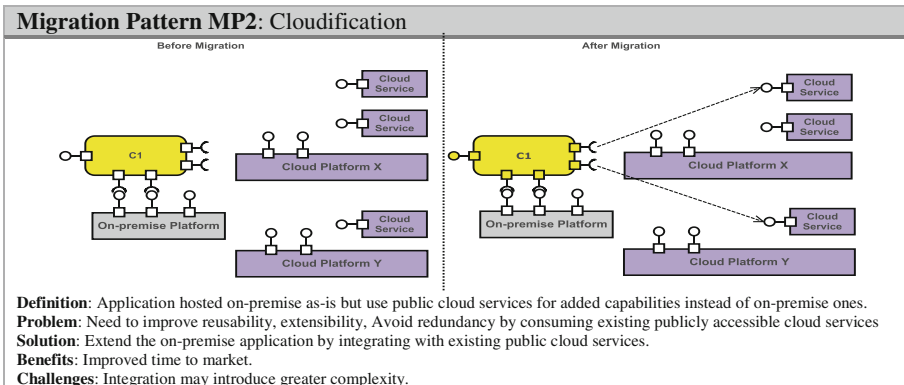 Migration Pattern MP2: Cloudification
Before Migration
After Migration
Cloud
Service
Cloud
Service
C1
Cloud Platform X
On-premise Platform
Cloud
Service
Cloud Platform Y
Cloud
Service
Cloud
Service
C1
Cloud Platform X
On-premise Platform
Cloud
Service
Cloud Platform Y
Definition: Application hosted on-premise as-is but use public cloud services for added capabilities instead of on-premise ones.
Problem: Need to improve reusability, extensibility, Avoid redundancy by consuming existing publicly accessible cloud services
Solution: Extend the on-premise application by integrating with existing public cloud services.
Benefits: Improved time to market.
Challenges: Integration may introduce greater complexity.